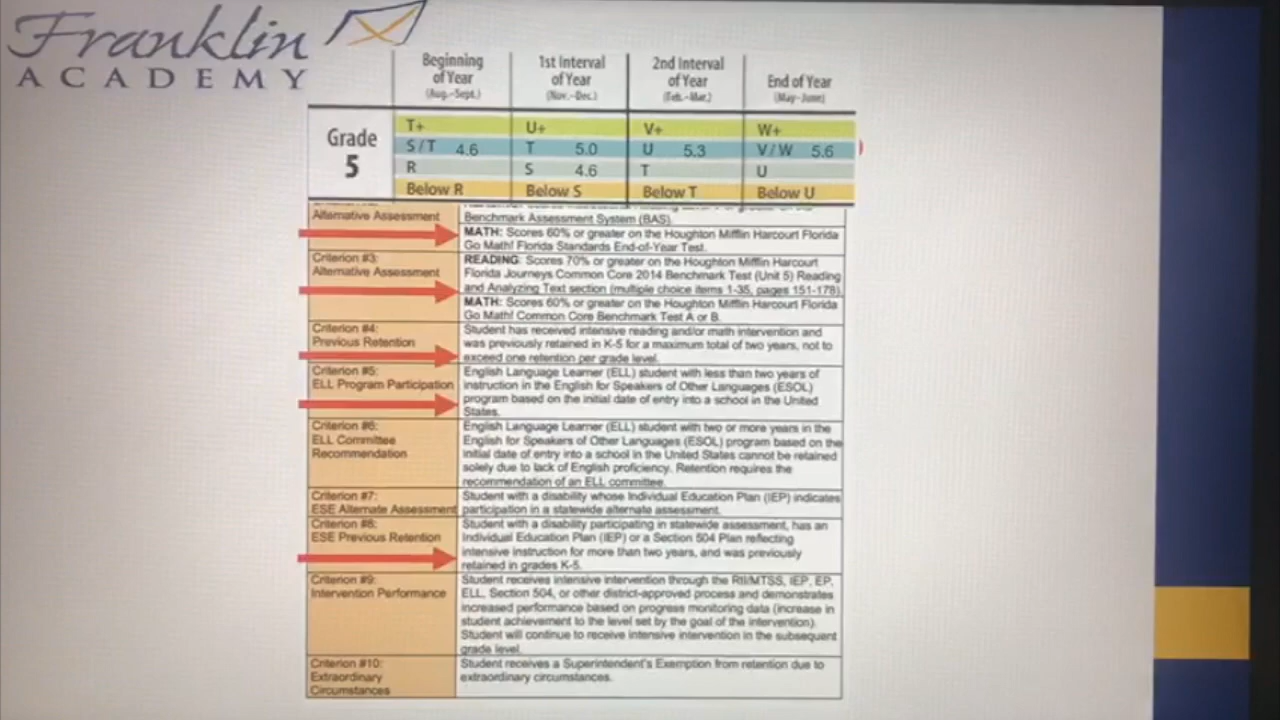 Franklin
ACADEMY
Beginning of Year (Aug.-Sept.)
1st Interval of Year (Nov.-Dec.)
2nd Interval of Year (Feb.-Mar.)
End of Year (May-June)
Grade 5
T+ U+ V+ W+
S/T 4.6 T 5.0 U 5.3 V/W 5.6
R S 4.6 T U
Below R Below S Below T Below U
Alternative Assessment
Benchmark Assessment System (BAS).
MATH: Scores 60% or greater on the Houghton Mifflin Harcourt Florida
Go Math! Florida Standards End-of-Year Test.
Criterion #3:
Alternative Assessment
READING: Scores 70% or greater on the Houghton Mifflin Harcourt
Florida Journeys Common Core 2014 Benchmark Test (Unit 5) Reading
and Analyzing Text section (multiple choice items 1-35, pages 151-178).
MATH: Scores 60% or greater on the Houghton Mifflin Harcourt Florida
Go Math! Common Core Benchmark Test A or B.
Criterion #4:
Previous Retention
Student has received intensive reading and/or math intervention and
was previously retained in K-5 for a maximum total of two years, not to
exceed one retention per grade level.
Criterion #5:
ELL Program Participation
English Language Learner (ELL) student with less than two years of
instruction in the English for Speakers of Other Languages (ESOL)
program based on the initial date of entry into a school in the United
States.
Criterion #6:
ELL Committee
Recommendation
English Language Learner (ELL) student with two or more years in the
English for Speakers of Other Languages (ESOL) program based on the
initial date of entry into a school in the United States cannot be retained
solely due to lack of English proficiency. Retention requires the
recommendation of an ELL committee.
Criterion #7:
ESE Alternate Assessment
Student with a disability whose Individual Education Plan (IEP) indicates
participation in a statewide alternate assessment.
Criterion #8:
ESE Previous Retention
Student with a disability participating in statewide assessment, has an
Individual Education Plan (IEP) or a Section 504 Plan reflecting
intensive instruction for more than two years, and was previously
retained in grades K-5.
Criterion #9:
Intervention Performance
Student receives intensive intervention through the RtI/MTSS, IEP, EP,
ELL, Section 504, or other district-approved process and demonstrates
increased performance based on progress monitoring data (increase in
student achievement to the level set by the goal of the intervention).
Student will continue to receive intensive intervention in the subsequent
grade level.
Criterion #10:
Extraordinary
Circumstances
Student receives a Superintendent's Exemption from retention due to
extraordinary circumstances.